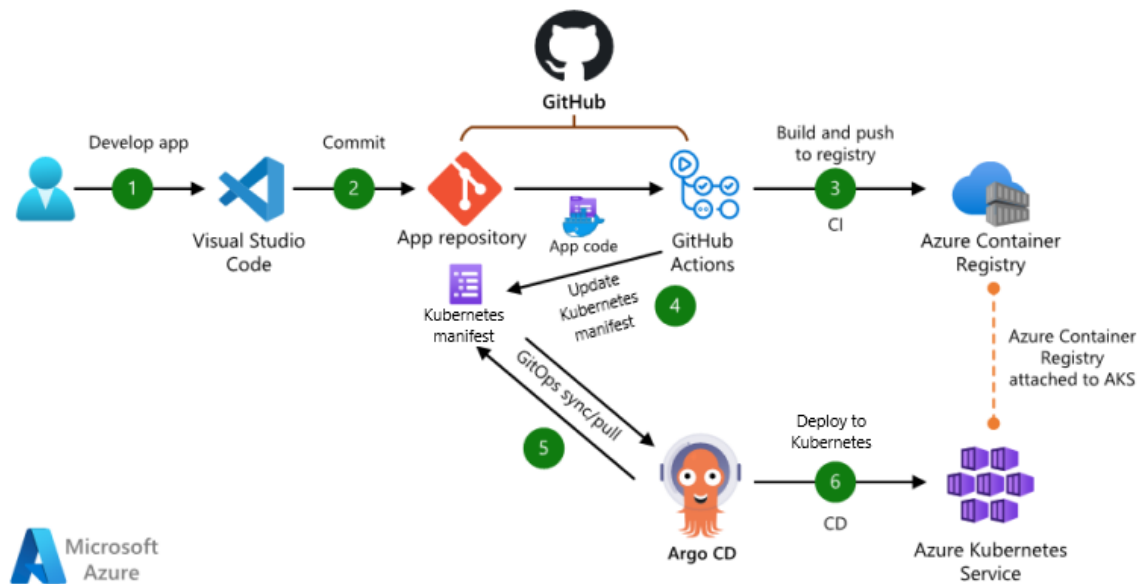 GitHub
Develop app
1
Visual Studio
Code
Commit
2
App repository
App code
GitHub
Actions
Build and push
to registry
3
CI
Azure Container
Registry
Update
Kubernetes
manifest
4
Kubernetes
manifest
GitOps sync/pull
5
Azure Container
Registry
attached to AKS
Argo CD
Deploy to
Kubernetes
6
CD
Azure Kubernetes
Service
Microsoft
Azure